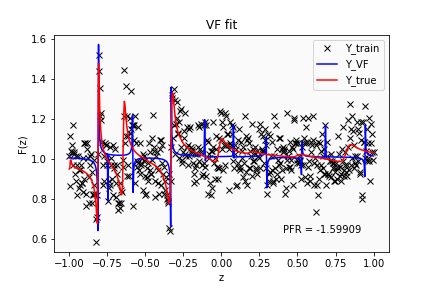 VF fit
1.6
1.4
1.2
1.0
0.8
0.6
F(z)
Y_train
Y_VF
Y_true
PFR = -1.59909
−1.00 −0.75 −0.50 −0.25 0.00 0.25 0.50 0.75 1.00
z